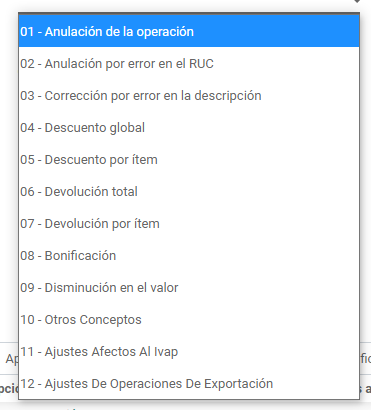 01 - Anulación de la operación
02 - Anulación por error en el RUC
03 - Corrección por error en la descripción
04 - Descuento global
05 - Descuento por ítem
06 - Devolución total
07 - Devolución por ítem
08 - Bonificación
09 - Disminución en el valor
10 - Otros Conceptos
11 - Ajustes Afectos Al Ivap
12 - Ajustes De Operaciones De Exportación